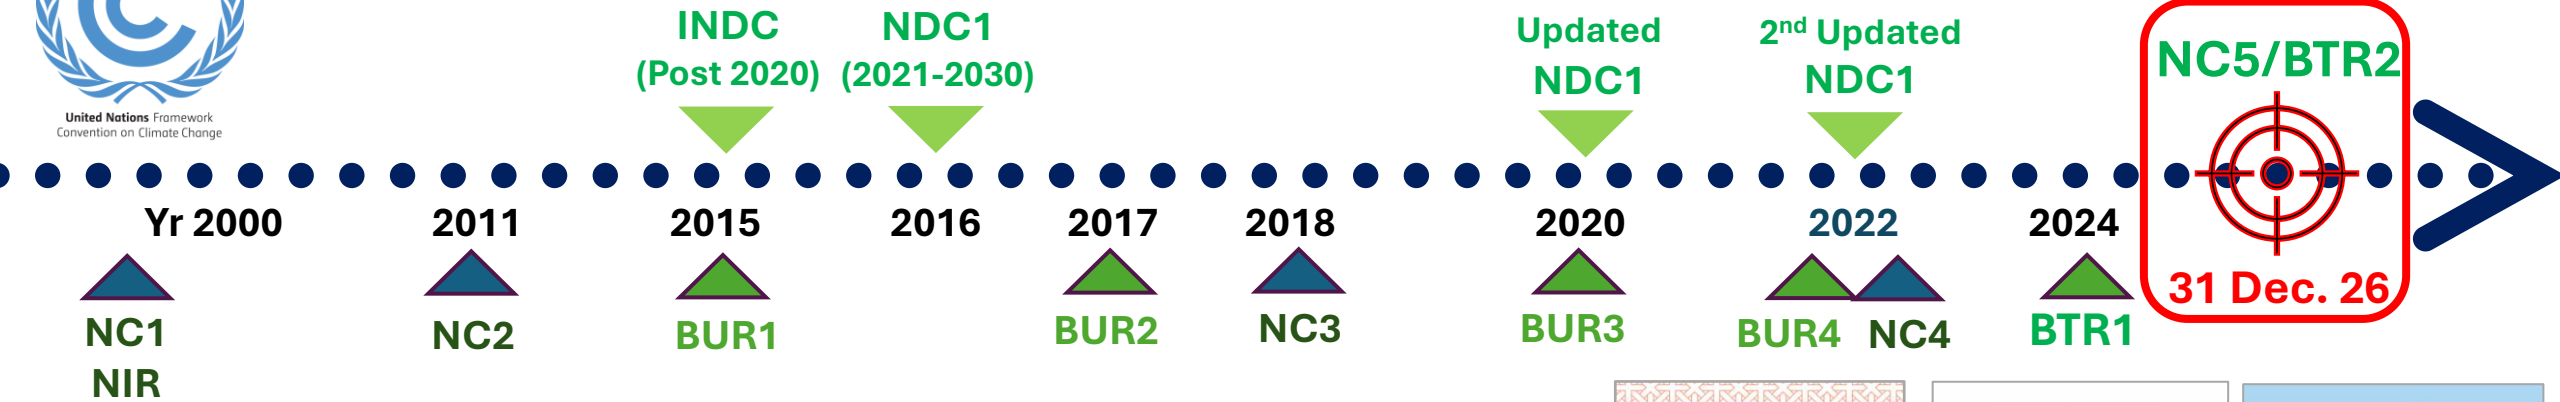 United Nations Framework
Convention on Climate Change
INDC
(Post 2020)
NDC1
(2021-2030)
Updated
NDC1
2nd Updated
NDC1
NC5/BTR2
Yr 2000
2011
2015
2016
2017
2018
2020
2022
2024
31 Dec. 26
NC1
NIR
NC2
BUR1
BUR2
NC3
BUR3
BUR4
NC4
BTR1